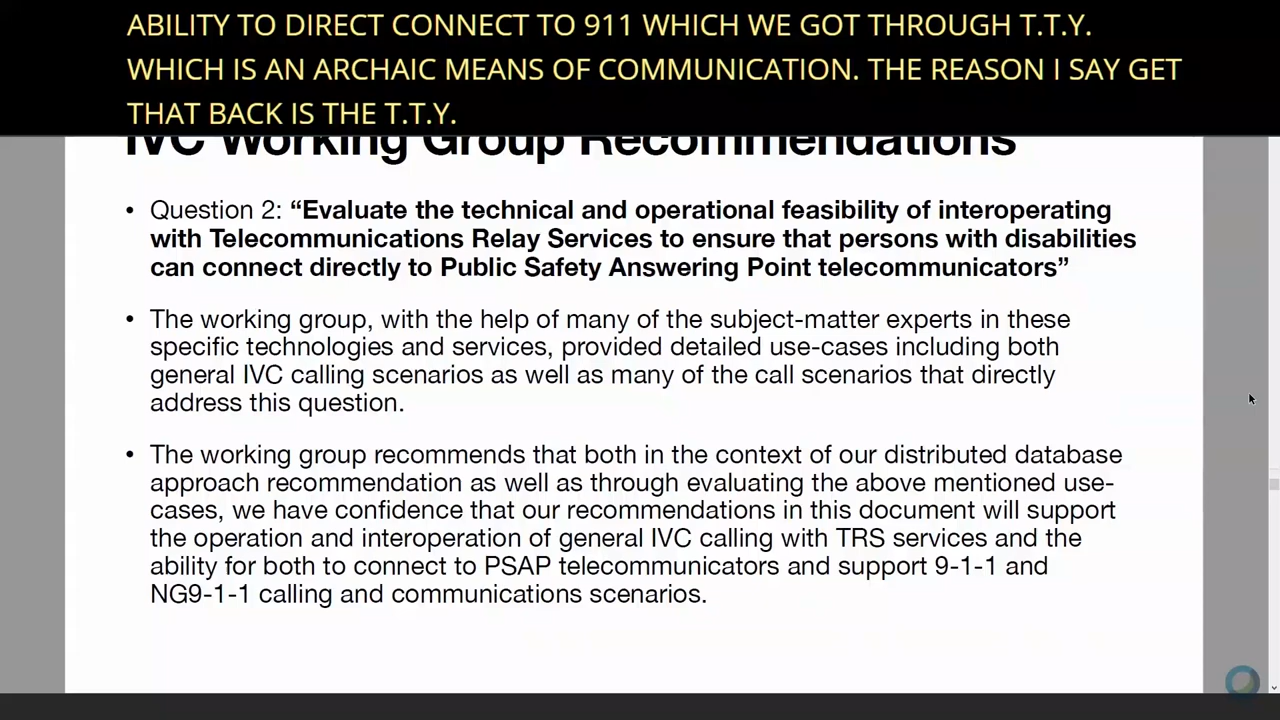 ABILITY TO DIRECT CONNECT TO 911 WHICH WE GOT THROUGH T.T.Y.
WHICH IS AN ARCHAIC MEANS OF COMMUNICATION. THE REASON I SAY GET
THAT BACK IS THE T.T.Y.
IVC Working Group Recommendations
• Question 2: “Evaluate the technical and operational feasibility of interoperating
with Telecommunications Relay Services to ensure that persons with disabilities
can connect directly to Public Safety Answering Point telecommunicators”
• The working group, with the help of many of the subject-matter experts in these
specific technologies and services, provided detailed use-cases including both
general IVC calling scenarios as well as many of the call scenarios that directly
address this question.
• The working group recommends that both in the context of our distributed database
approach recommendation as well as through evaluating the above mentioned use-
cases, we have confidence that our recommendations in this document will support
the operation and interoperation of general IVC calling with TRS services and the
ability for both to connect to PSAP telecommunicators and support 9-1-1 and
NG9-1-1 calling and communications scenarios.